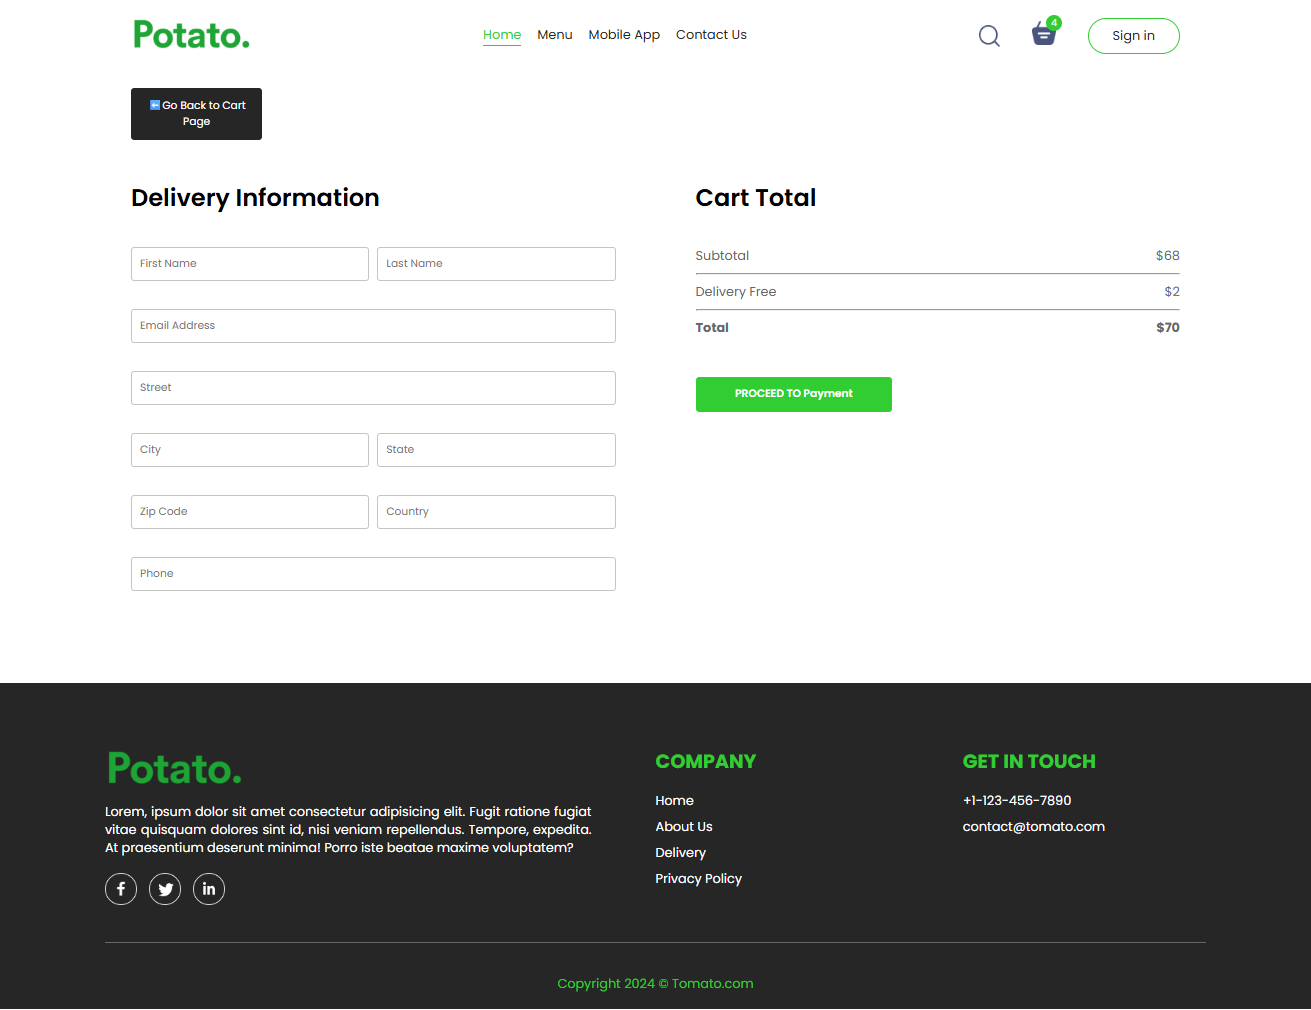 Potato.
Home Menu Mobile App Contact Us
4
Sign in
⬅️Go Back to Cart
Page
Delivery Information
First Name Last Name
Email Address
Street
City State
Zip Code Country
Phone
Cart Total
Subtotal $68
Delivery Free $2
Total $70
PROCEED TO Payment
Potato.
Lorem, ipsum dolor sit amet consectetur adipisicing elit. Fugit ratione fugiat
vitae quisquam dolores sint id, nisi veniam repellendus. Tempore, expedita.
At praesentium deserunt minima! Porro iste beatae maxime voluptatem?
COMPANY
Home
About Us
Delivery
Privacy Policy
GET IN TOUCH
+1-123-456-7890
contact@tomato.com
Copyright 2024 © Tomato.com